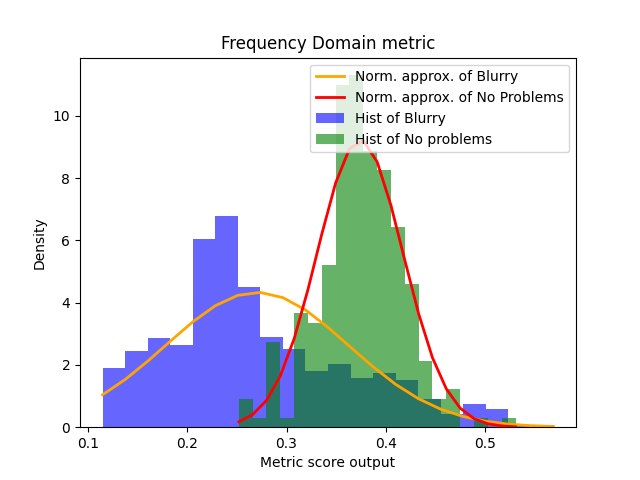 Frequency Domain metric
Norm. approx. of Blurry
Norm. approx. of No Problems
Hist of Blurry
Hist of No problems
10
8
6
4
2
0
Density
0.1 0.2 0.3 0.4 0.5
Metric score output